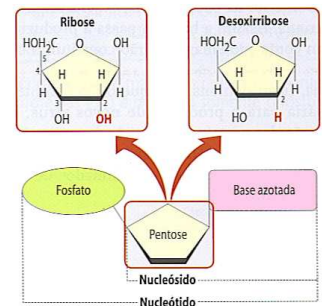 Ribose
HOH₂C O OH
5
4 H H
H H
3 2
OH OH
Desoxirribose
HOH₂C O OH
H H
H H
2
HO H
Fosfato
Base azotada
Pentose
Nucleósido
Nucleótido